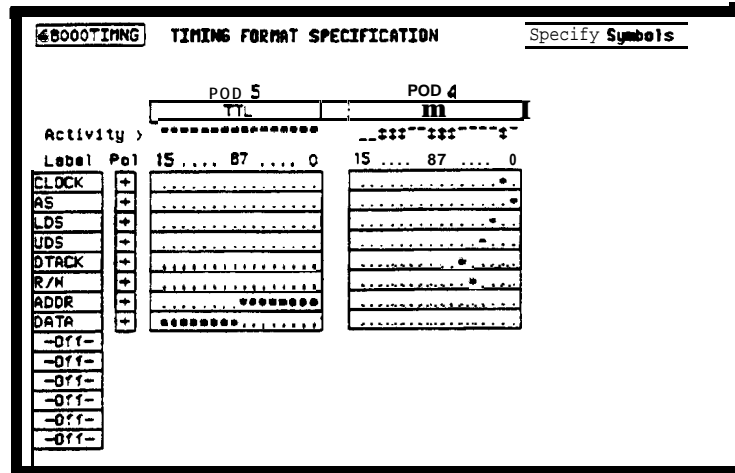 68000TIMNG TIMING FORMAT SPECIFICATION Specify Symbols
POD 5 POD 4
TTL
Activity >
Label Pol 15 .... 87 .... 0 15 .... 87 .... 0
CLOCK +
AS +
LDS +
UDS +
DTACK +
R/W +
ADDR +
DATA +
-Off-
-Off-
-Off-
-Off-
-Off-
-Off-